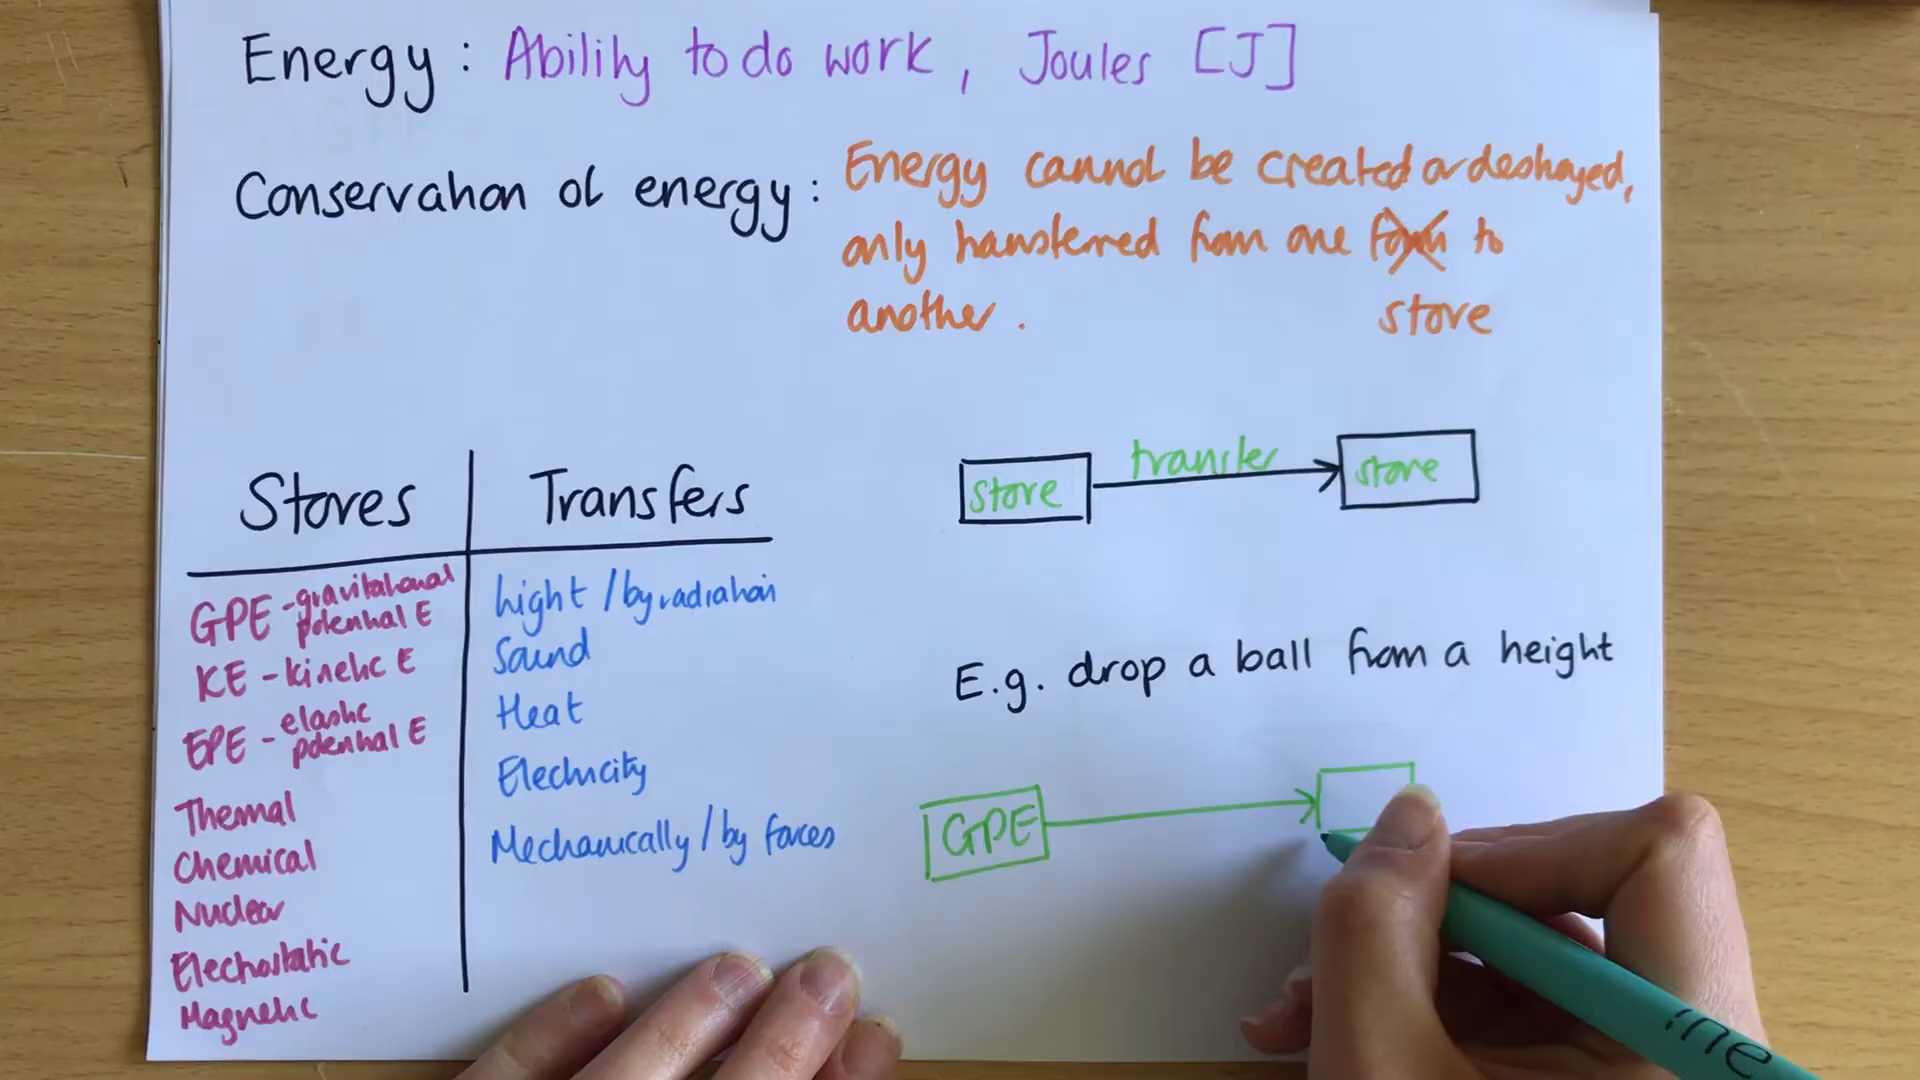 Energy: Ability to do work, Joules [J]
Conservation of energy: Energy cannot be created or destroyed,
only transferred from one form to
another. store
Stores Transfers
GPE - gravitational
potential E
KE - kinetic E
EPE - elastic
potential E
Thermal
Chemical
Nuclear
Electrostatic
Magnetic
Light / by radiation
Sound
Heat
Electricity
Mechanically / by forces
store transfer store
E.g. drop a ball from a height
GPE
ine